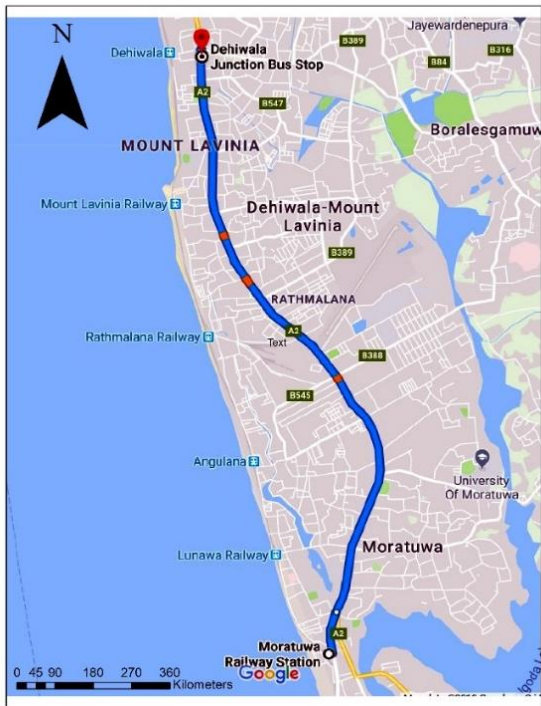 N
Jayewardenepura
Dehiwala
Dehiwala
Junction Bus Stop
B389
B84
B316
A2
B547
Boralesgamuw
MOUNT LAVINIA
Mount Lavinia Railway
Dehiwala-Mount
Lavinia
B389
RATHMALANA
Rathmalana Railway
A2
Text
B388
B545
Angulana
University
Of Moratuwa
Lunawa Railway
Moratuwa
A2
Moratuwa
Railway Station
Google
0 45 90 180 270 360
Kilometers